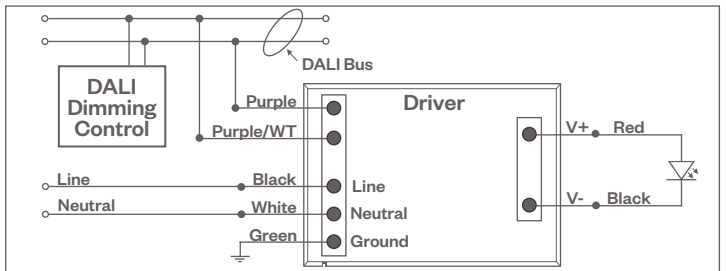 DALI Bus
DALI
Dimming
Control
Driver
Purple
Purple/WT
V+ Red
Line Black Line
V- Black
Neutral White Neutral
Green Ground